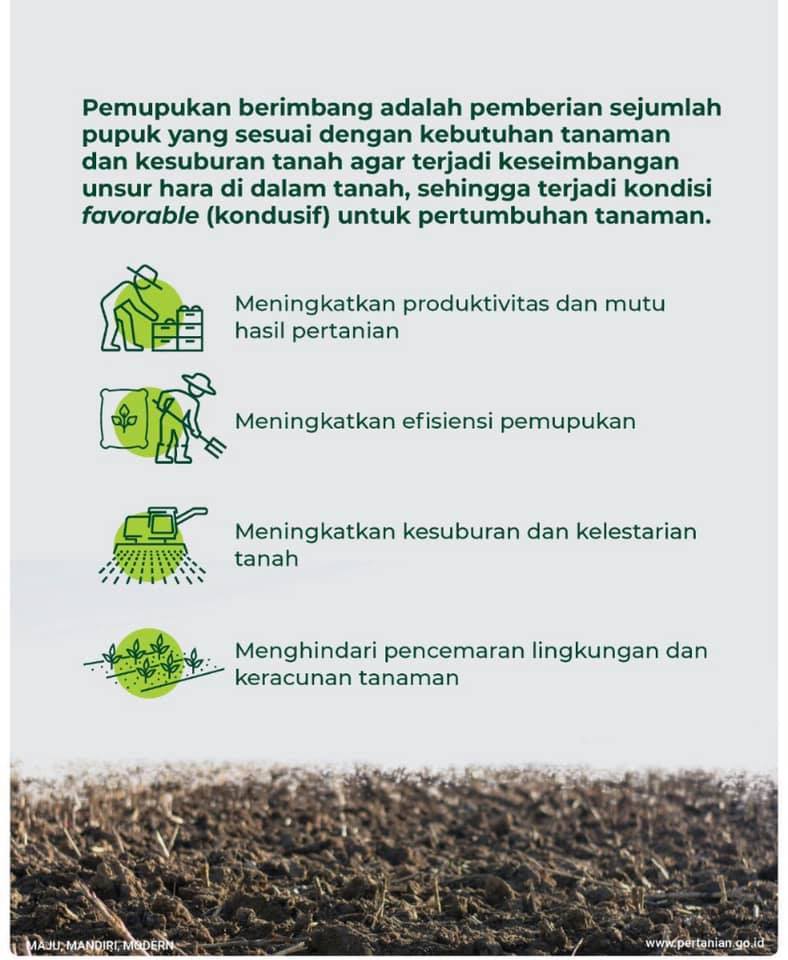 Pemupukan berimbang adalah pemberian sejumlah
pupuk yang sesuai dengan kebutuhan tanaman
dan kesuburan tanah agar terjadi keseimbangan
unsur hara di dalam tanah, sehingga terjadi kondisi
favorable (kondusif) untuk pertumbuhan tanaman.
Meningkatkan produktivitas dan mutu
hasil pertanian
Meningkatkan efisiensi pemupukan
Meningkatkan kesuburan dan kelestarian
tanah
Menghindari pencemaran lingkungan dan
keracunan tanaman
MAJU, MANDIRI, MODERN
www.pertanian.go.id